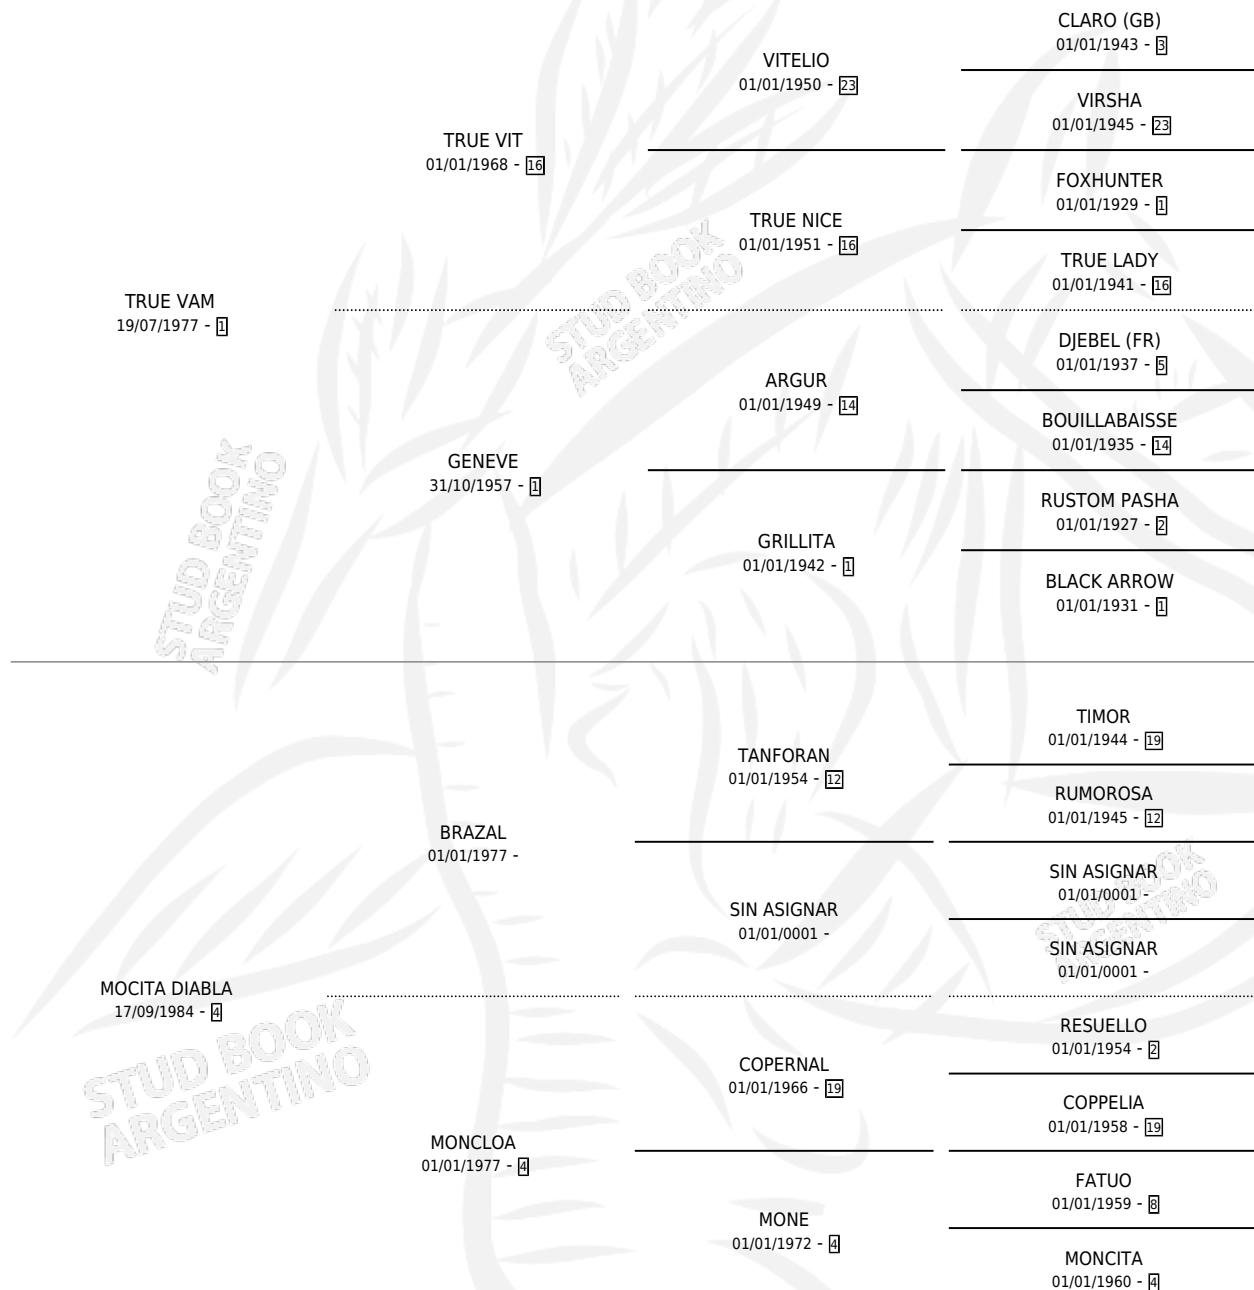 CLARO (GB)
01/01/1943 - 3
VITELIO
01/01/1950 - 23
VIRSHA
01/01/1945 - 23
TRUE VIT
01/01/1968 - 16
FOXHUNTER
01/01/1929 - 1
TRUE NICE
01/01/1951 - 16
TRUE LADY
01/01/1941 - 16
TRUE VAM
19/07/1977 - 1
DJEBEL (FR)
01/01/1937 - 5
ARGUR
01/01/1949 - 14
BOUILLABAISSE
01/01/1935 - 14
GENEVE
31/10/1957 - 1
RUSTOM PASHA
01/01/1927 - 2
GRILLITA
01/01/1942 - 1
BLACK ARROW
01/01/1931 - 1
TIMOR
01/01/1944 - 19
TANFORAN
01/01/1954 - 12
RUMOROSA
01/01/1945 - 12
BRAZAL
01/01/1977 -
SIN ASIGNAR
01/01/0001 -
SIN ASIGNAR
01/01/0001 -
SIN ASIGNAR
01/01/0001 -
MOCITA DIABLA
17/09/1984 - 4
RESUELLO
01/01/1954 - 2
COPERNAL
01/01/1966 - 19
COPPELIA
01/01/1958 - 19
MONCLOA
01/01/1977 - 4
FATUO
01/01/1959 - 8
MONE
01/01/1972 - 4
MONCITA
01/01/1960 - 4
STUD BOOK
ARGENTINO
STUD BOOK
ARGENTINO
STUD BOOK
ARGENTINO
STUD BOOK
ARGENTINO